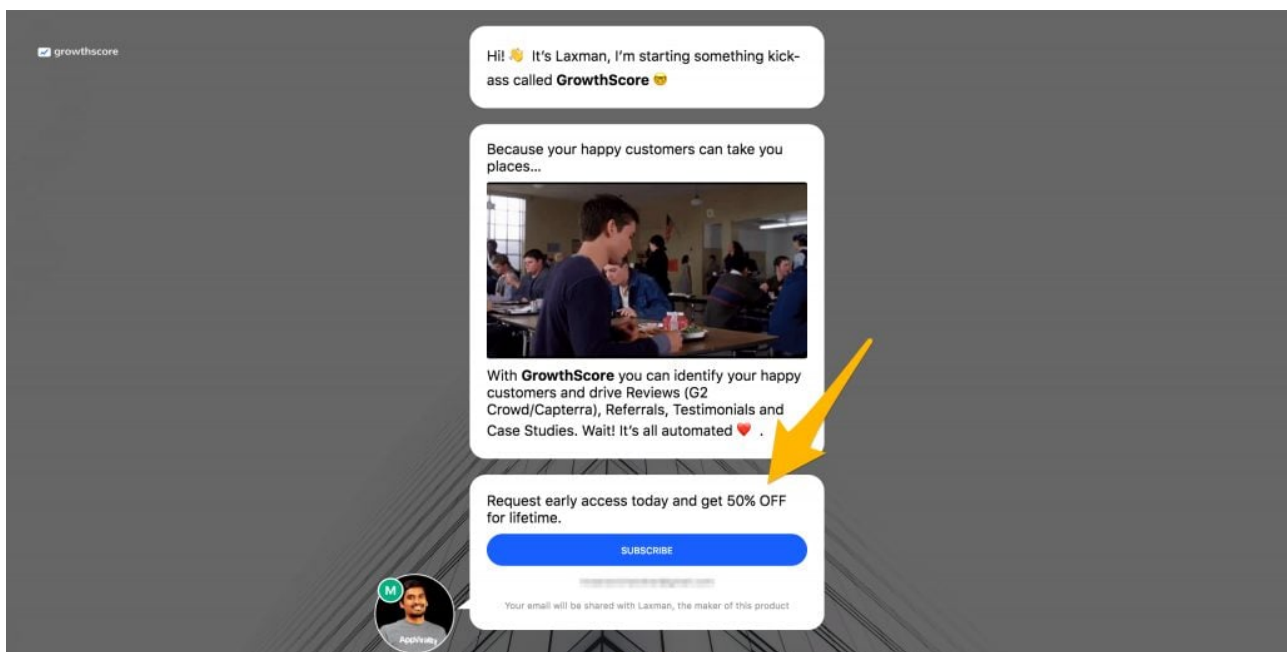 growthscore
Hi! 👋 It's Laxman, I'm starting something kick-
ass called GrowthScore 🤓
Because your happy customers can take you
places...
With GrowthScore you can identify your happy
customers and drive Reviews (G2
Crowd/Capterra), Referrals, Testimonials and
Case Studies. Wait! It's all automated ❤️ .
Request early access today and get 50% OFF
for lifetime.
SUBSCRIBE
Your email will be shared with Laxman, the maker of this product
M
AppVirality